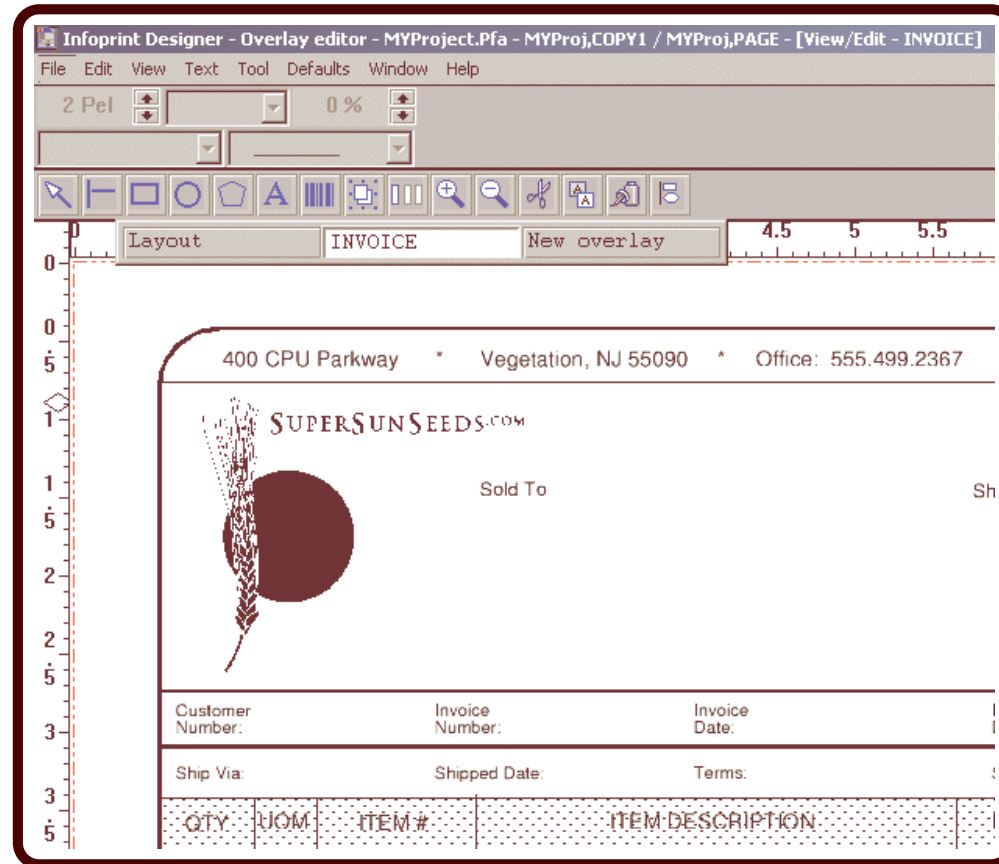 Infoprint Designer - Overlay editor - MYProject.Pfa - MYProj,COPY1 / MYProj,PAGE - [View/Edit - INVOICE]
File Edit View Text Tool Defaults Window Help
2 Pel 0 %
A
Layout INVOICE New overlay
0 4.5 5 5.5
0
0.5
400 CPU Parkway * Vegetation, NJ 55090 * Office: 555.499.2367
1
SUPERSUNSEEDS.COM
1.5
Sold To Sh
2
2.5
Customer Number: Invoice Number: Invoice Date:
3
Ship Via: Shipped Date: Terms:
3.5
QTY UOM ITEM # ITEM DESCRIPTION